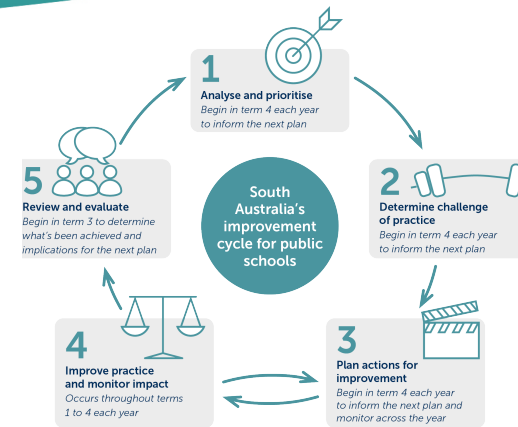 1
Analyse and prioritise
Begin in term 4 each year
to inform the next plan
2
Determine challenge
of practice
Begin in term 4 each year
to inform the next plan
3
Plan actions for
improvement
Begin in term 4 each year
to inform the next plan and
monitor across the year
4
Improve practice
and monitor impact
Occurs throughout terms
1 to 4 each year
5
Review and evaluate
Begin in term 3 to determine
what's been achieved and
implications for the next plan
South
Australia's
improvement
cycle for public
schools